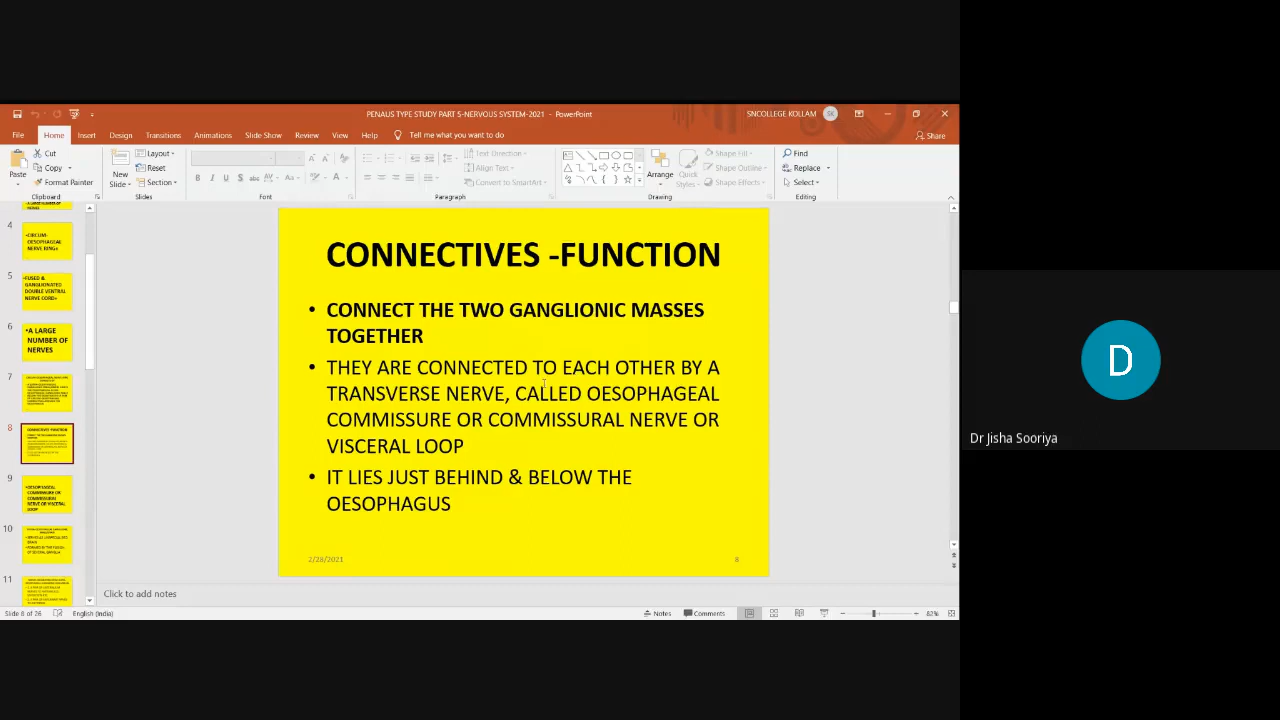 PENAUS TYPE STUDY PART 5-NERVOUS SYSTEM-2021 - PowerPoint
SNCOLLEGE KOLLAM
SK
File Home Insert Design Transitions Animations Slide Show Review View Help Tell me what you want to do
Share
Paste
Cut
Copy
Format Painter
Clipboard
New
Slide
Layout
Reset
Section
Slides
Font
Text Direction
Align Text
Convert to SmartArt
Paragraph
Arrange
Quick
Styles
Shape Fill
Shape Outline
Shape Effects
Drawing
Find
Replace
Select
Editing
4
•CIRCUM-
OESOPHAGEAL
NERVE RING
5
•FUSED &
GANGLIONATED
DOUBLE VENTRAL
NERVE CORD
6
•A LARGE
NUMBER OF
NERVES
7
8
CONNECTIVES -FUNCTION
9
•OESOPHAGEAL
COMMISSURE OR
COMMISSURAL
NERVE OR VISCERAL
LOOP
10
11
CONNECTIVES -FUNCTION
• CONNECT THE TWO GANGLIONIC MASSES
TOGETHER
• THEY ARE CONNECTED TO EACH OTHER BY A
TRANSVERSE NERVE, CALLED OESOPHAGEAL
COMMISSURE OR COMMISSURAL NERVE OR
VISCERAL LOOP
• IT LIES JUST BEHIND & BELOW THE
OESOPHAGUS
2/28/2021
8
Click to add notes
Slide 8 of 26 English (India)
Notes Comments 82%
D
Dr Jisha Sooriya